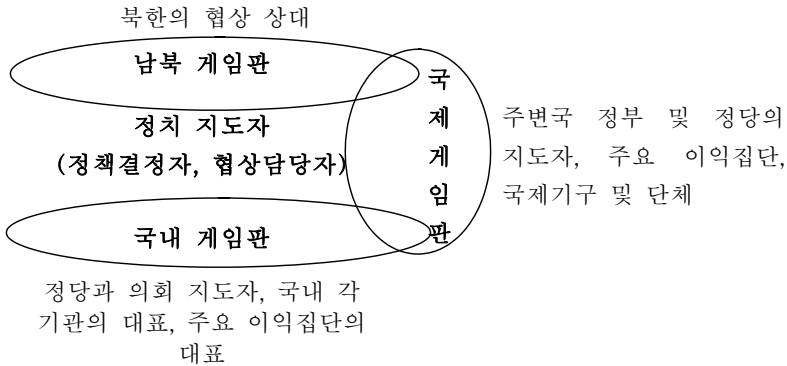 북한의 협상 상대
남북 게임판
정치 지도자
(정책결정자, 협상담당자)
국내 게임판
정당과 의회 지도자, 국내 각
기관의 대표, 주요 이익집단의
대표
국
제
게
임
판
주변국 정부 및 정당의
지도자, 주요 이익집단,
국제기구 및 단체